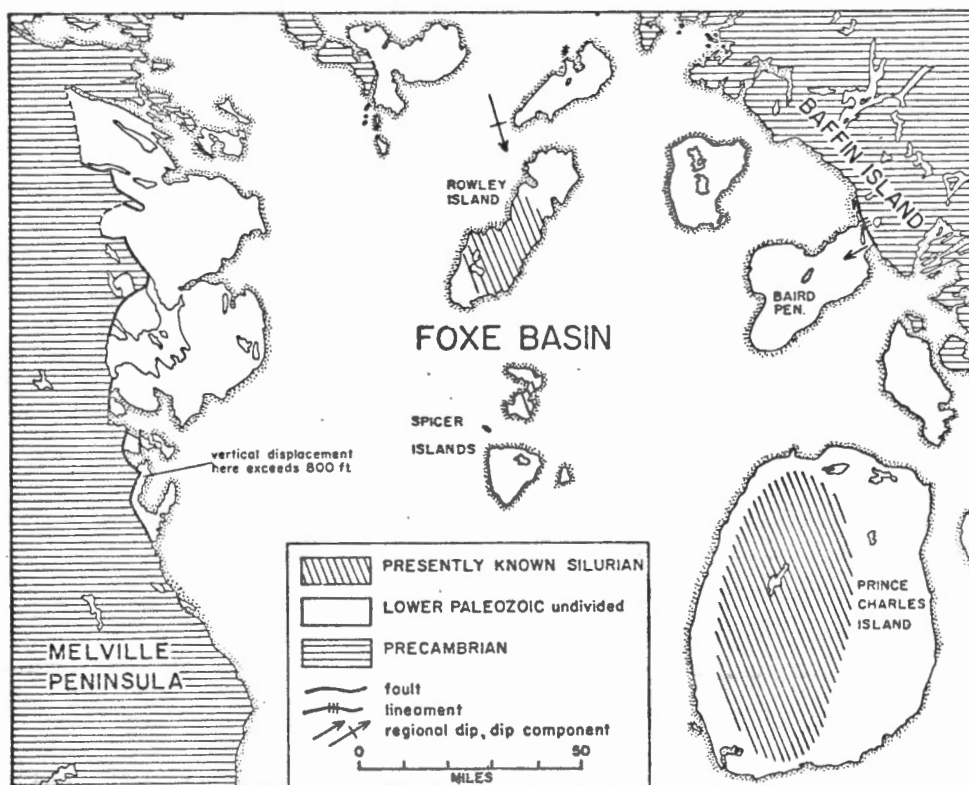 BAFFIN ISLAND
ROWLEY
ISLAND
BAIRD
PEN.
FOXE BASIN
SPICER
ISLANDS
vertical displacement
here exceeds 800 ft
PRESENTLY KNOWN SILURIAN
LOWER PALEOZOIC undivided
PRECAMBRIAN
fault
lineament
regional dip, dip component
0 50
MILES
PRINCE
CHARLES
ISLAND
MELVILLE
PENINSULA